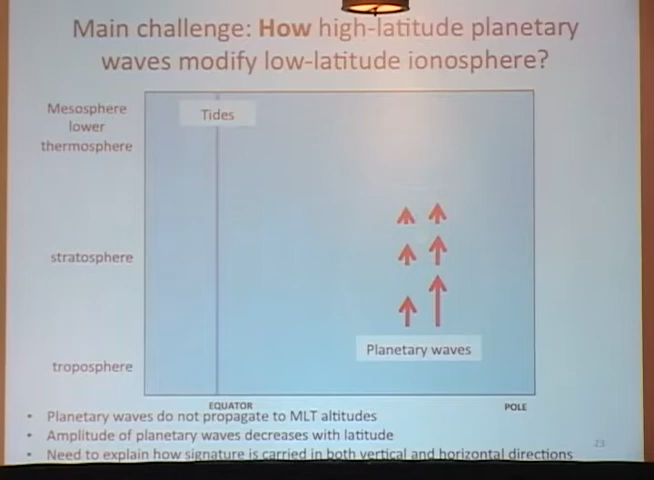 Main challenge: How high-latitude planetary
waves modify low-latitude ionosphere?
Mesosphere
lower
thermosphere
Tides
stratosphere
Planetary waves
troposphere
EQUATOR
POLE
• Planetary waves do not propagate to MLT altitudes
• Amplitude of planetary waves decreases with latitude
• Need to explain how signature is carried in both vertical and horizontal directions
23